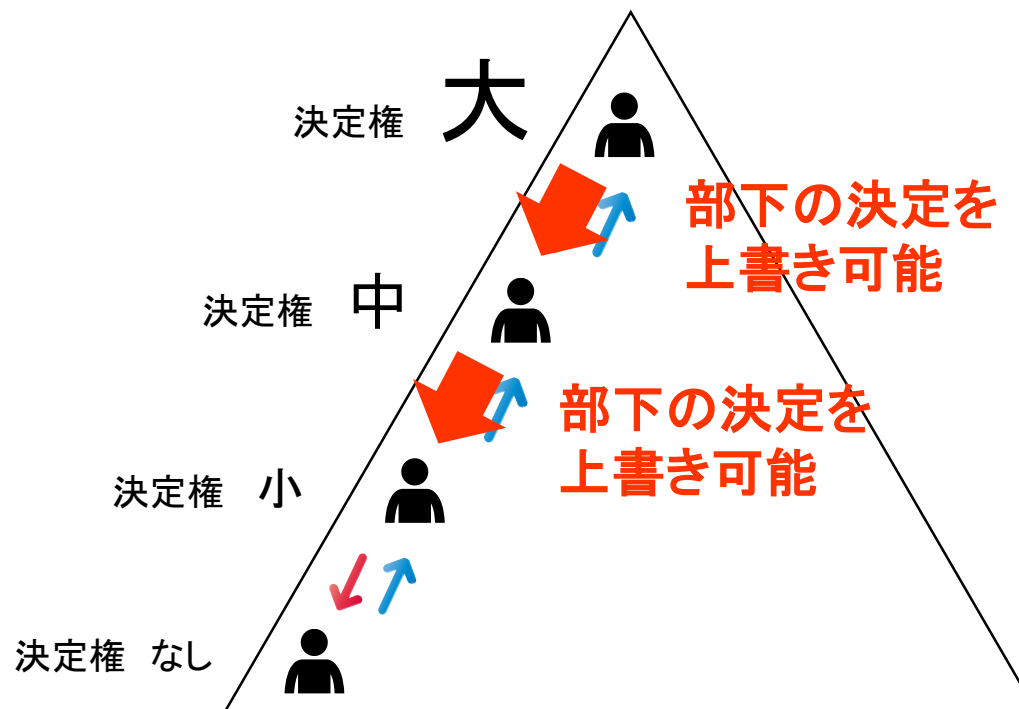 決定権 大
部下の決定を
上書き可能
決定権 中
部下の決定を
上書き可能
決定権 小
決定権 なし